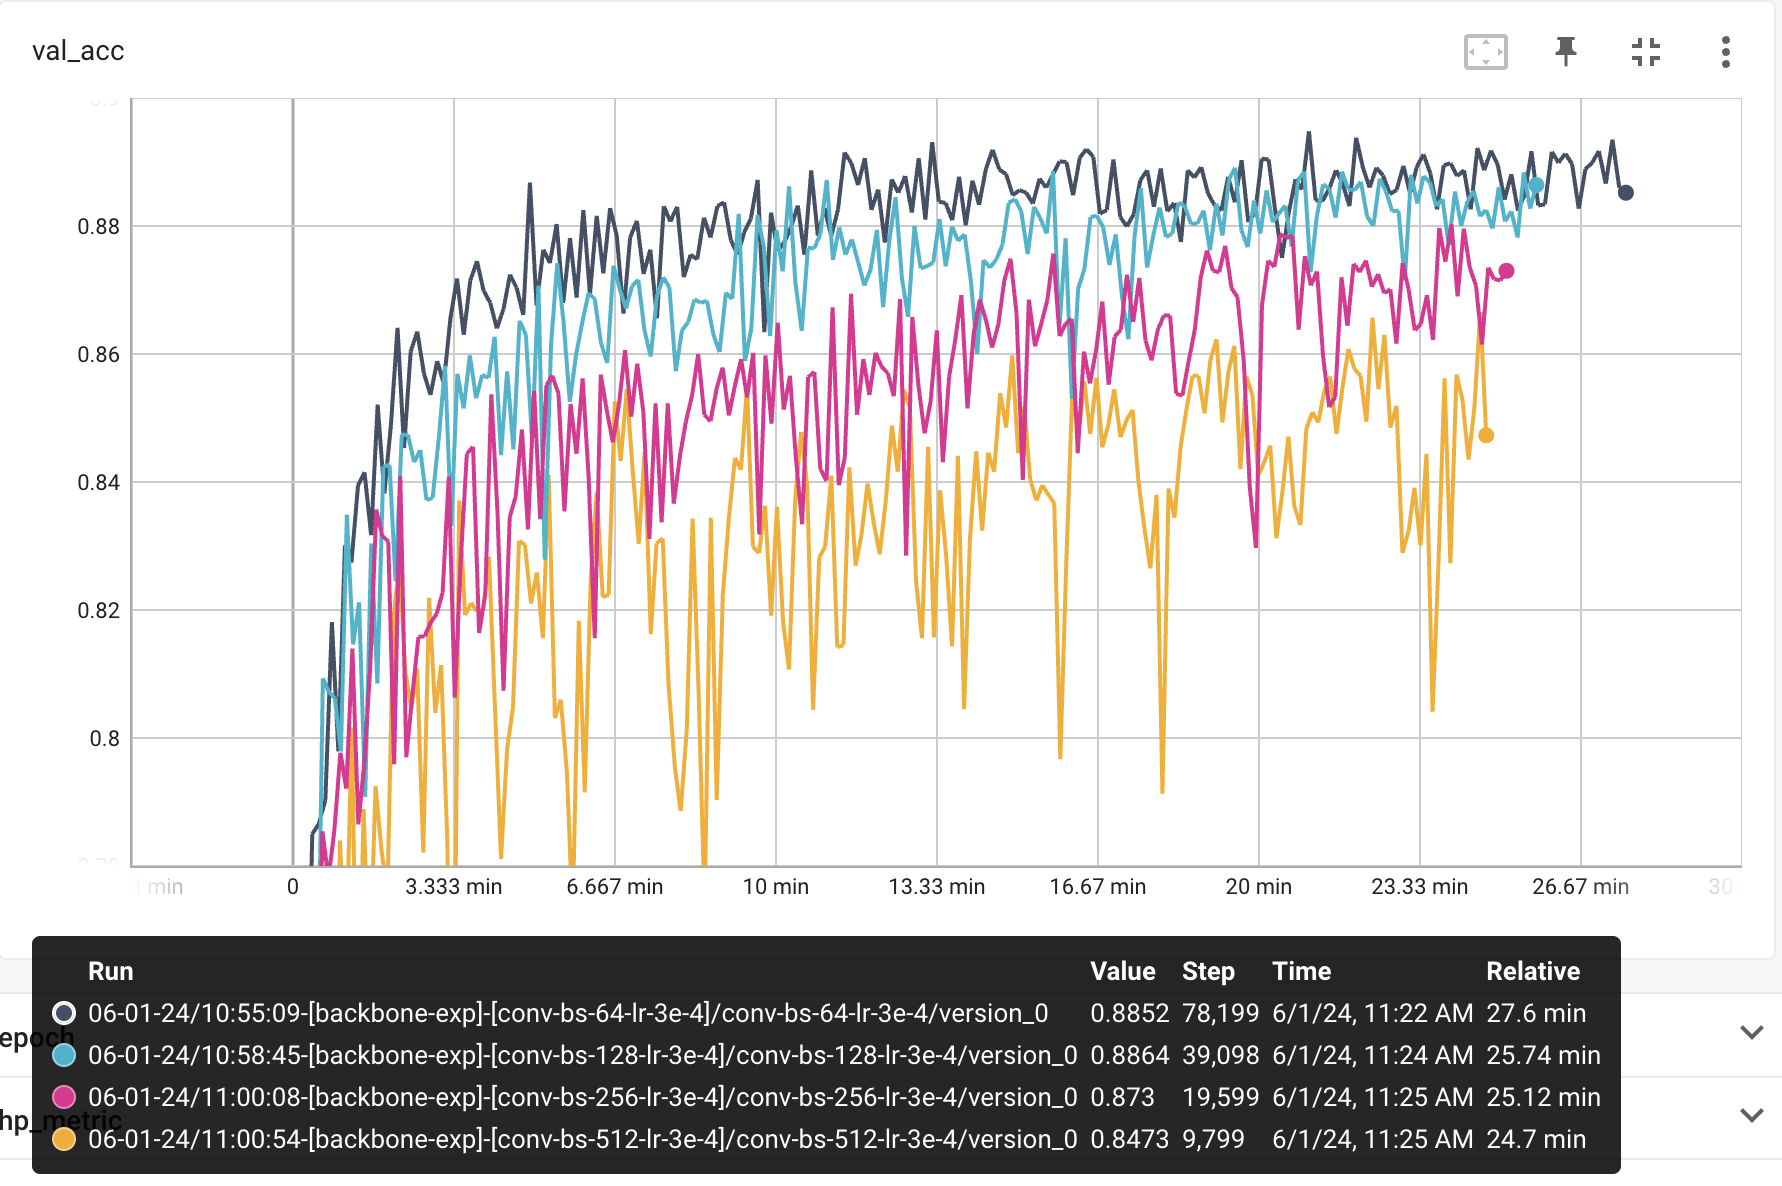 val_acc
0.9
0.88
0.86
0.84
0.82
0.8
0.78
3 min 0 3.333 min 6.667 min 10 min 13.33 min 16.67 min 20 min 23.33 min 26.67 min 30
Run Value Step Time Relative
06-01-24/10:55:09-[backbone-exp]-[conv-bs-64-lr-3e-4]/conv-bs-64-lr-3e-4/version_0 0.8852 78,199 6/1/24, 11:22 AM 27.6 min
epoch
06-01-24/10:58:45-[backbone-exp]-[conv-bs-128-lr-3e-4]/conv-bs-128-lr-3e-4/version_0 0.8864 39,098 6/1/24, 11:24 AM 25.74 min
06-01-24/11:00:08-[backbone-exp]-[conv-bs-256-lr-3e-4]/conv-bs-256-lr-3e-4/version_0 0.873 19,599 6/1/24, 11:25 AM 25.12 min
hp_metric
06-01-24/11:00:54-[backbone-exp]-[conv-bs-512-lr-3e-4]/conv-bs-512-lr-3e-4/version_0 0.8473 9,799 6/1/24, 11:25 AM 24.7 min